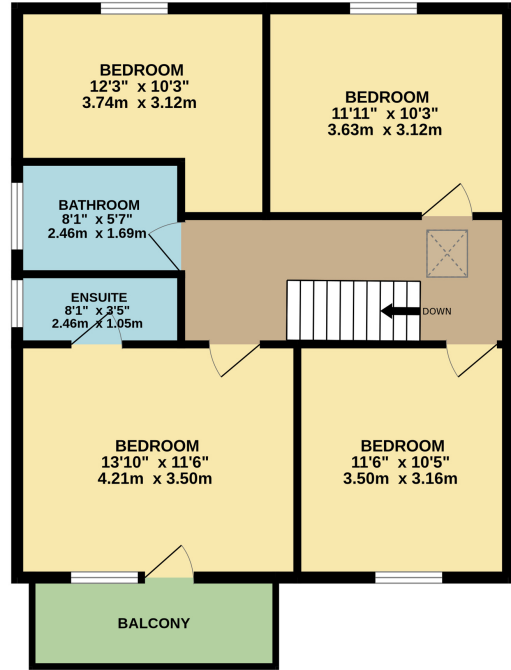 BEDROOM
12'3" x 10'3"
3.74m x 3.12m
BEDROOM
11'11" x 10'3"
3.63m x 3.12m
BATHROOM
8'1" x 5'7"
2.46m x 1.69m
ENSUITE
8'1" x 3'5"
2.46m x 1.05m
DOWN
BEDROOM
13'10" x 11'6"
4.21m x 3.50m
BEDROOM
11'6" x 10'5"
3.50m x 3.16m
BALCONY